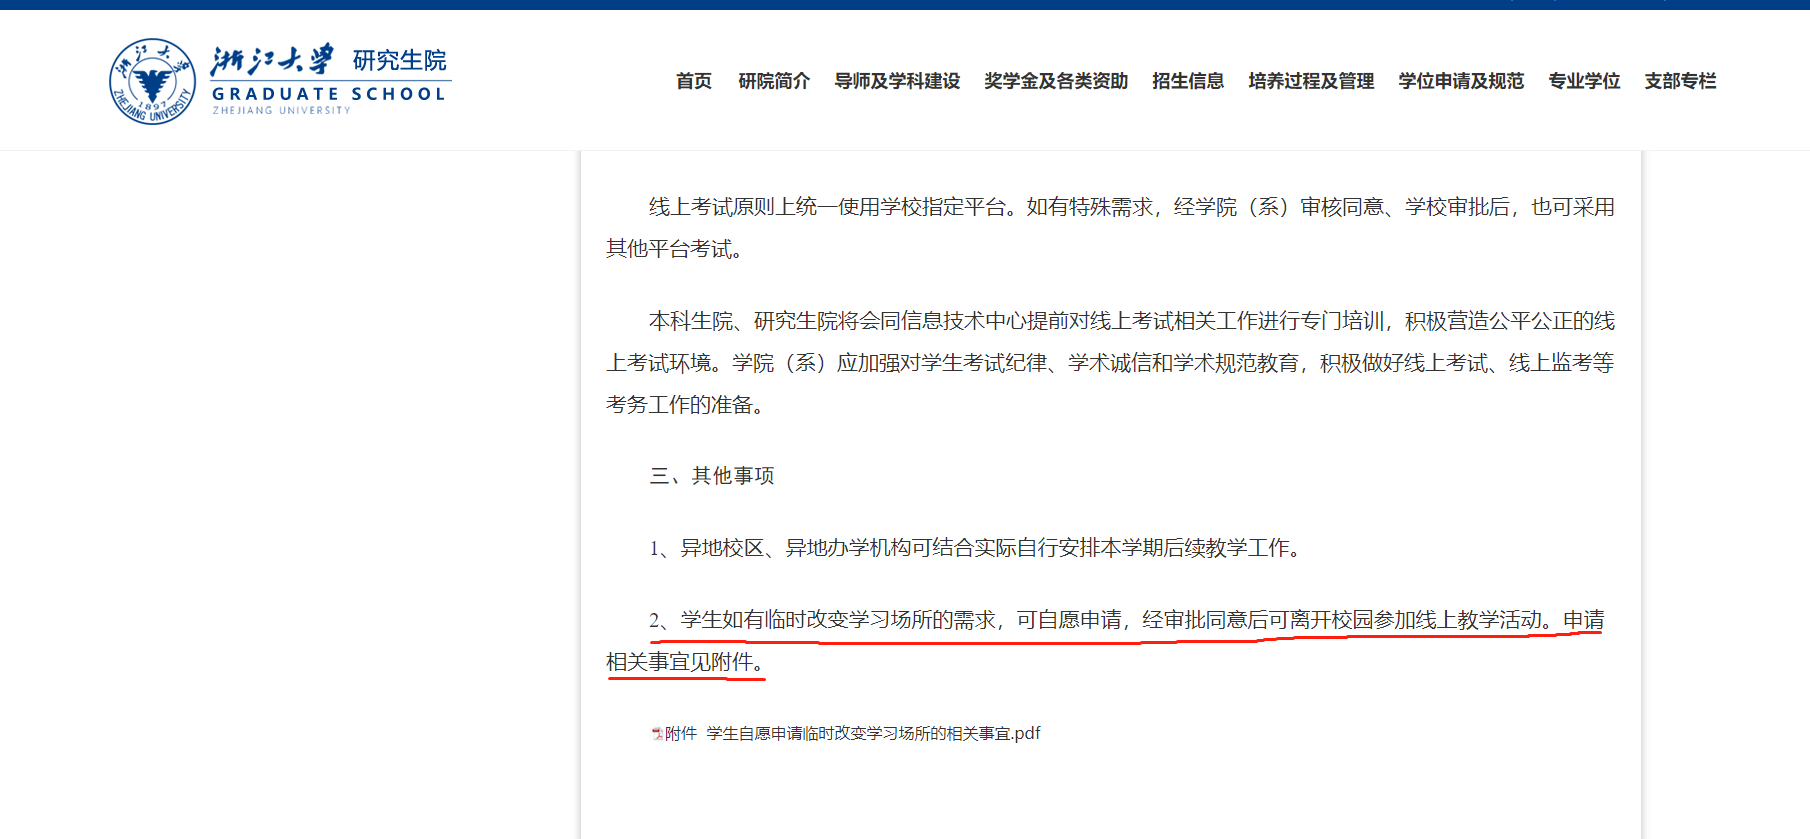 浙江大学 研究生院
GRADUATE SCHOOL
ZHEJIANG UNIVERSITY
浙江大学
1897
ZHEJIANG UNIVERSITY
首页 研院简介 导师及学科建设 奖学金及各类资助 招生信息 培养过程及管理 学位申请及规范 专业学位 支部专栏
线上考试原则上统一使用学校指定平台。如有特殊需求，经学院（系）审核同意、学校审批后，也可采用
其他平台考试。
本科生院、研究生院将会同信息技术中心提前对线上考试相关工作进行专门培训，积极营造公平公正的线
上考试环境。学院（系）应加强对学生考试纪律、学术诚信和学术规范教育，积极做好线上考试、线上监考等
考务工作的准备。
三、其他事项
1、异地校区、异地办学机构可结合实际自行安排本学期后续教学工作。
2、学生如有临时改变学习场所的需求，可自愿申请，经审批同意后可离开校园参加线上教学活动。申请
相关事宜见附件。
附件 学生自愿申请临时改变学习场所的相关事宜.pdf